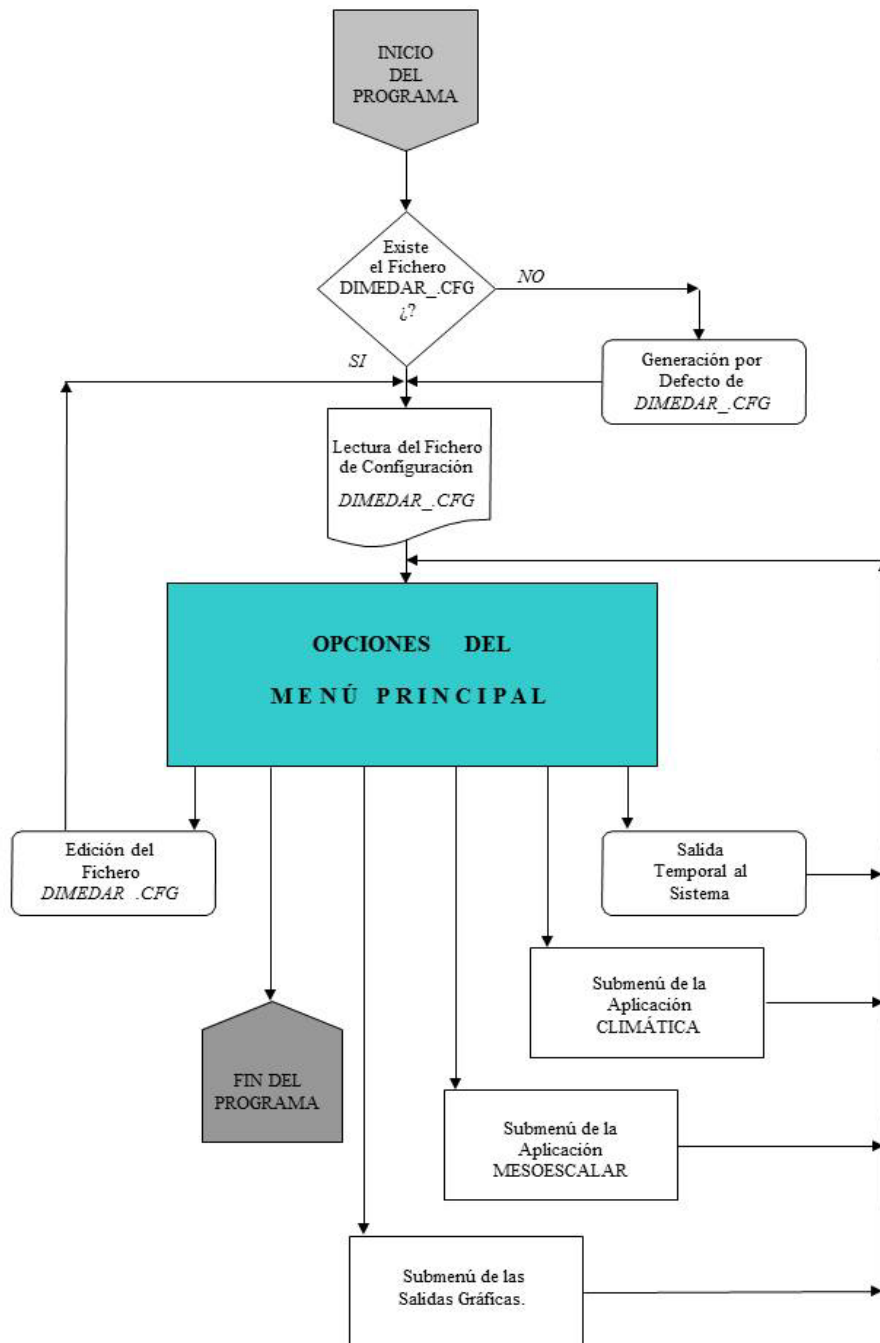 INICIO
DEL
PROGRAMA
Existe
el Fichero
DIMEDAR_.CFG
¿?
NO
SI
Generación por
Defecto de
DIMEDAR_.CFG
Lectura del Fichero
de Configuración
DIMEDAR_.CFG
OPCIONES DEL
MENÚ PRINCIPAL
Edición del
Fichero
DIMEDAR_.CFG
Salida
Temporal al
Sistema
Submenú de la
Aplicación
CLIMÁTICA
FIN DEL
PROGRAMA
Submenú de la
Aplicación
MESOESCALAR
Submenú de las
Salidas Gráficas.